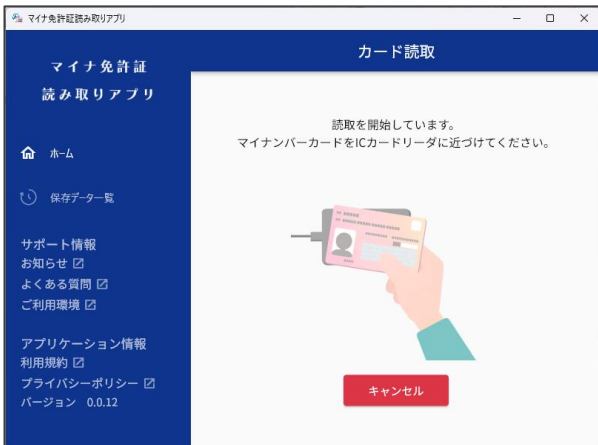 マイナ免許証読み取りアプリ
マイナ免許証
読み取りアプリ
ホーム
保存データ一覧
サポート情報
お知らせ
よくある質問
ご利用環境
アプリケーション情報
利用規約
プライバシーポリシー
バージョン 0.0.12
カード読取
読取を開始しています。
マイナンバーカードをICカードリーダに近づけてください。
キャンセル